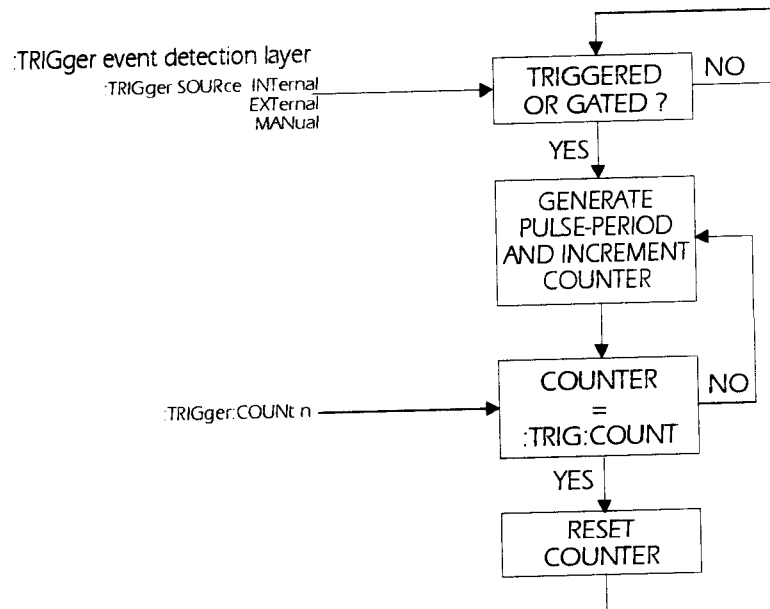 :TRIGger event detection layer
:TRIGger SOURce INTernal
EXTernal
MANual
TRIGGERED
OR GATED ?
NO
YES
GENERATE
PULSE-PERIOD
AND INCREMENT
COUNTER
:TRIGger:COUNt n
COUNTER
=
:TRIG:COUNT
NO
YES
RESET
COUNTER